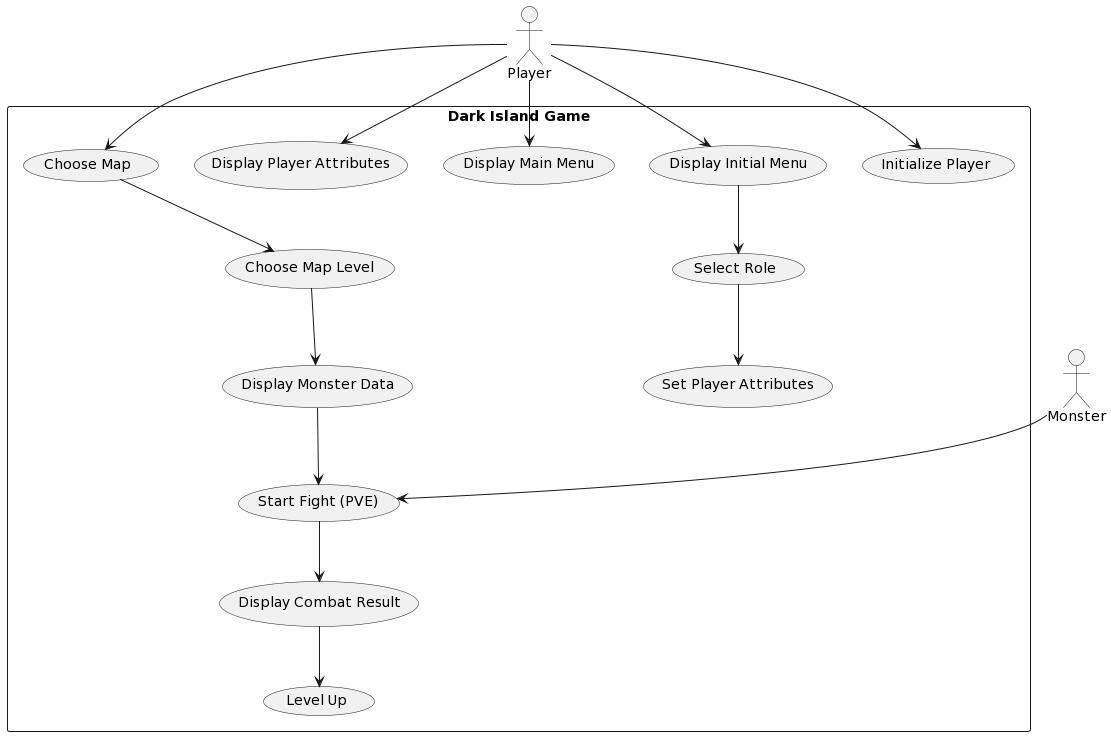 Player
Dark Island Game
Choose Map
Display Player Attributes
Display Main Menu
Display Initial Menu
Initialize Player
Choose Map Level
Select Role
Display Monster Data
Set Player Attributes
Monster
Start Fight (PVE)
Display Combat Result
Level Up